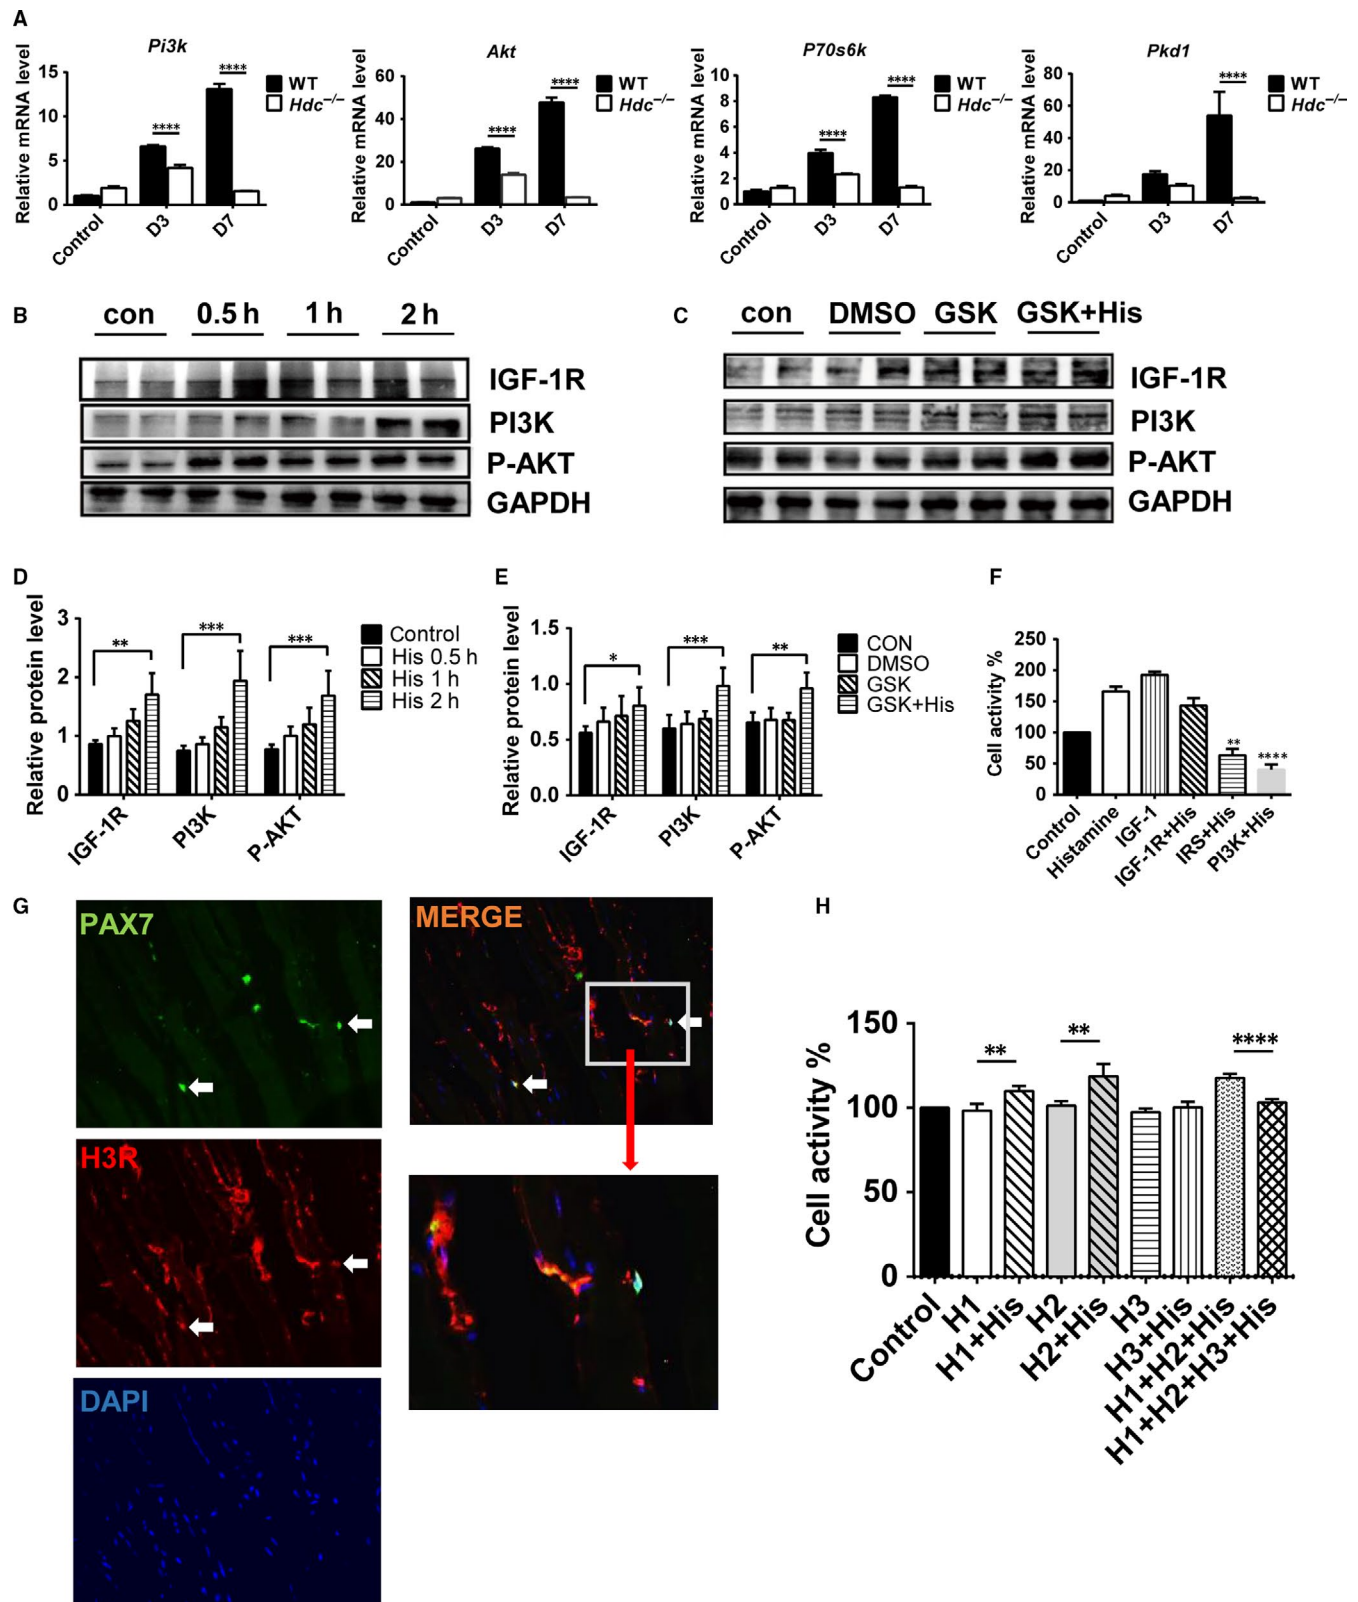 A
Pi3k
Relative mRNA level
15
10
5
0
Control
D3
D7
****
****
WT
Hdc−/−
Akt
Relative mRNA level
60
40
20
0
Control
D3
D7
****
****
WT
Hdc−/−
P70s6k
Relative mRNA level
10
8
6
4
2
0
Control
D3
D7
****
****
WT
Hdc−/−
Pkd1
Relative mRNA level
80
60
40
20
0
Control
D3
D7
****
WT
Hdc−/−
B
con 0.5 h 1 h 2 h
IGF-1R
PI3K
P-AKT
GAPDH
C
con DMSO GSK GSK+His
IGF-1R
PI3K
P-AKT
GAPDH
D
Relative protein level
3
2
1
0
**
***
***
IGF-1R
PI3K
P-AKT
Control
His 0.5 h
His 1 h
His 2 h
E
Relative protein level
1.5
1.0
0.5
0.0
*
***
**
IGF-1R
PI3K
P-AKT
CON
DMSO
GSK
GSK+His
F
Cell activity %
250
200
150
100
50
0
**
****
Control
Histamine
IGF-1
IGF-1R+His
IRS+His
PI3K+His
G
PAX7
MERGE
H3R
DAPI
H
Cell activity %
150
100
50
0
**
**
****
Control
H1
H1+His
H2
H2+His
H3
H3+His
H1+H2+His
H1+H2+H3+His